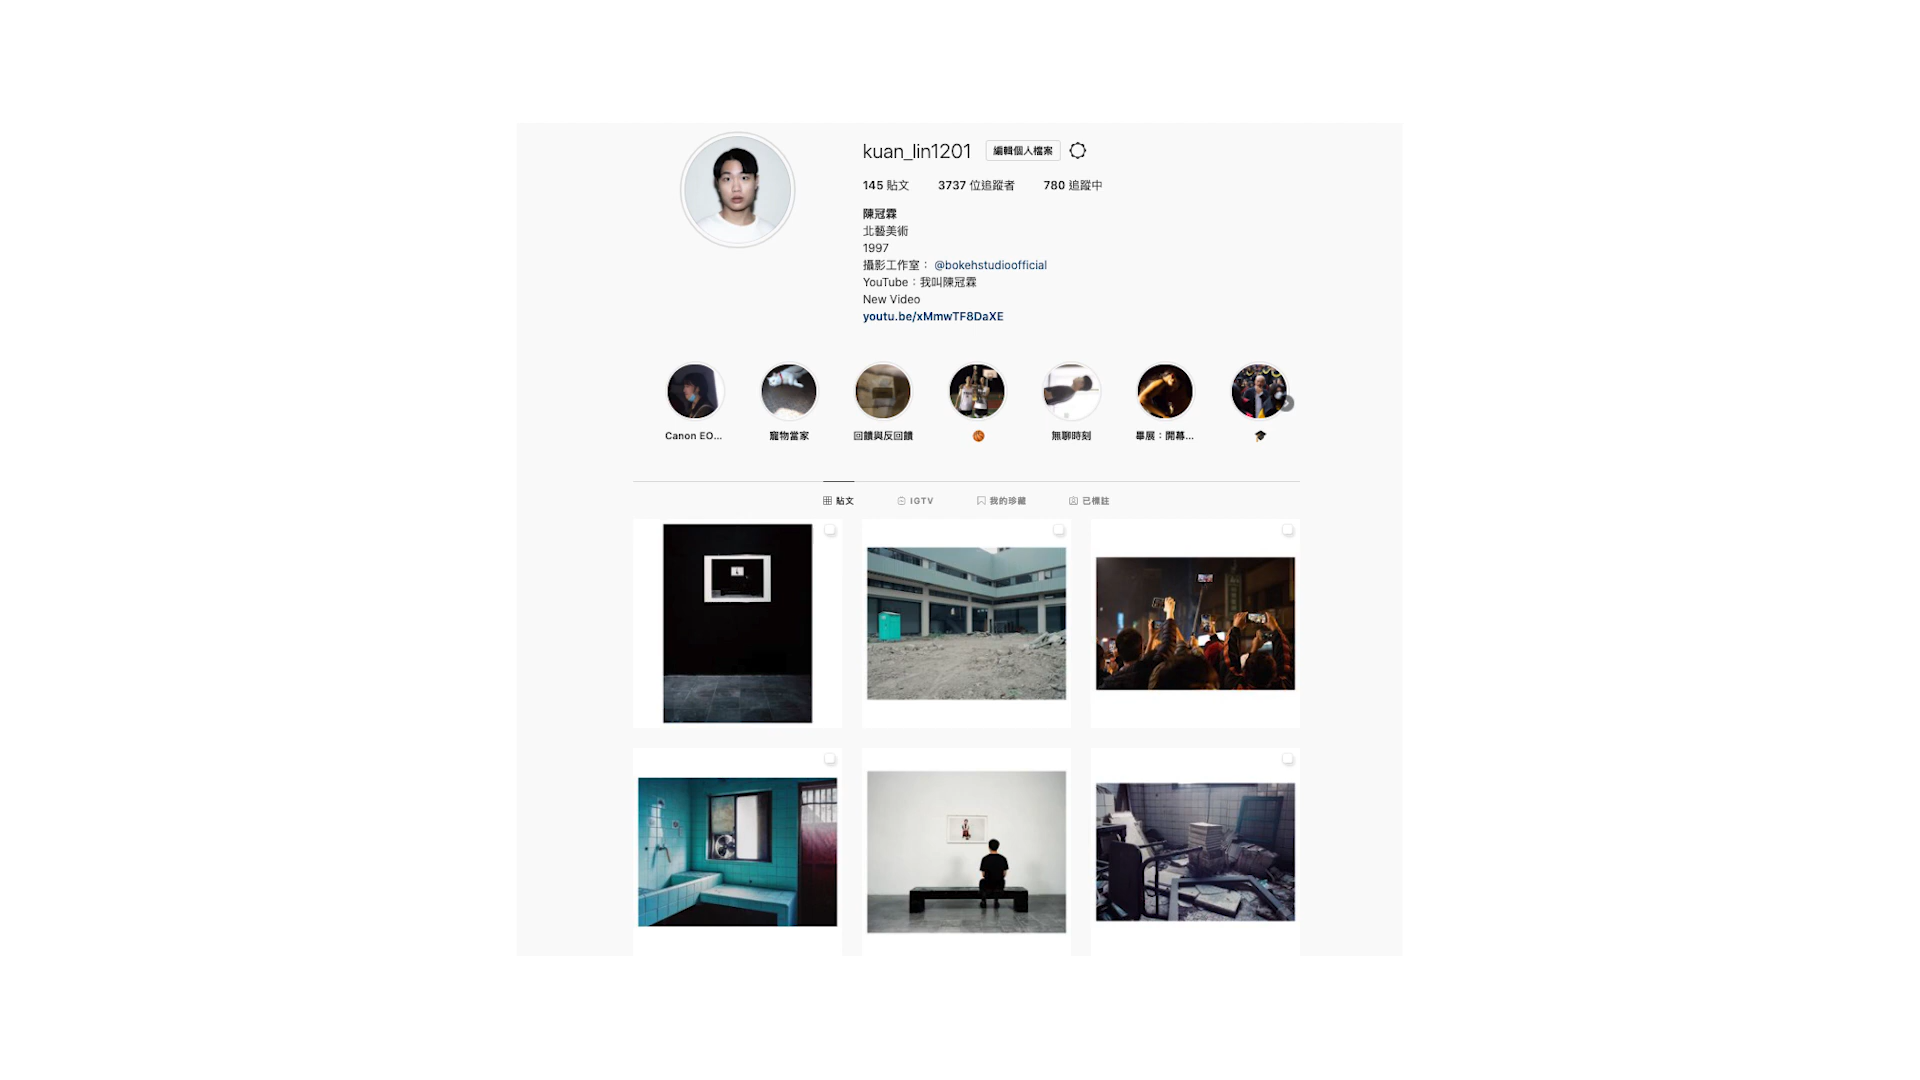 kuan_lin1201 編輯個人檔案
145 貼文 3737 位追蹤者 780 追蹤中
陳冠霖
北藝美術
1997
攝影工作室： @bokehstudioofficial
YouTube：我叫陳冠霖
New Video
youtu.be/xMmwTF8DaXE
Canon EO... 寵物當家 回饋與反回饋 🏀 無聊時刻 畢展：開幕... 🎓
貼文 IGTV 我的珍藏 已標註